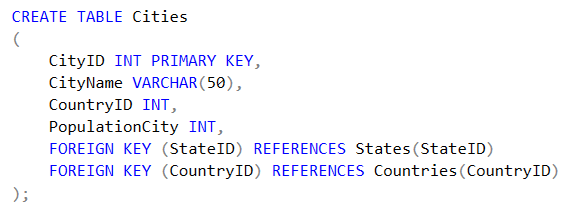 CREATE TABLE Cities
(
    CityID INT PRIMARY KEY,
    CityName VARCHAR(50),
    CountryID INT,
    PopulationCity INT,
    FOREIGN KEY (StateID) REFERENCES States(StateID)
    FOREIGN KEY (CountryID) REFERENCES Countries(CountryID)
);